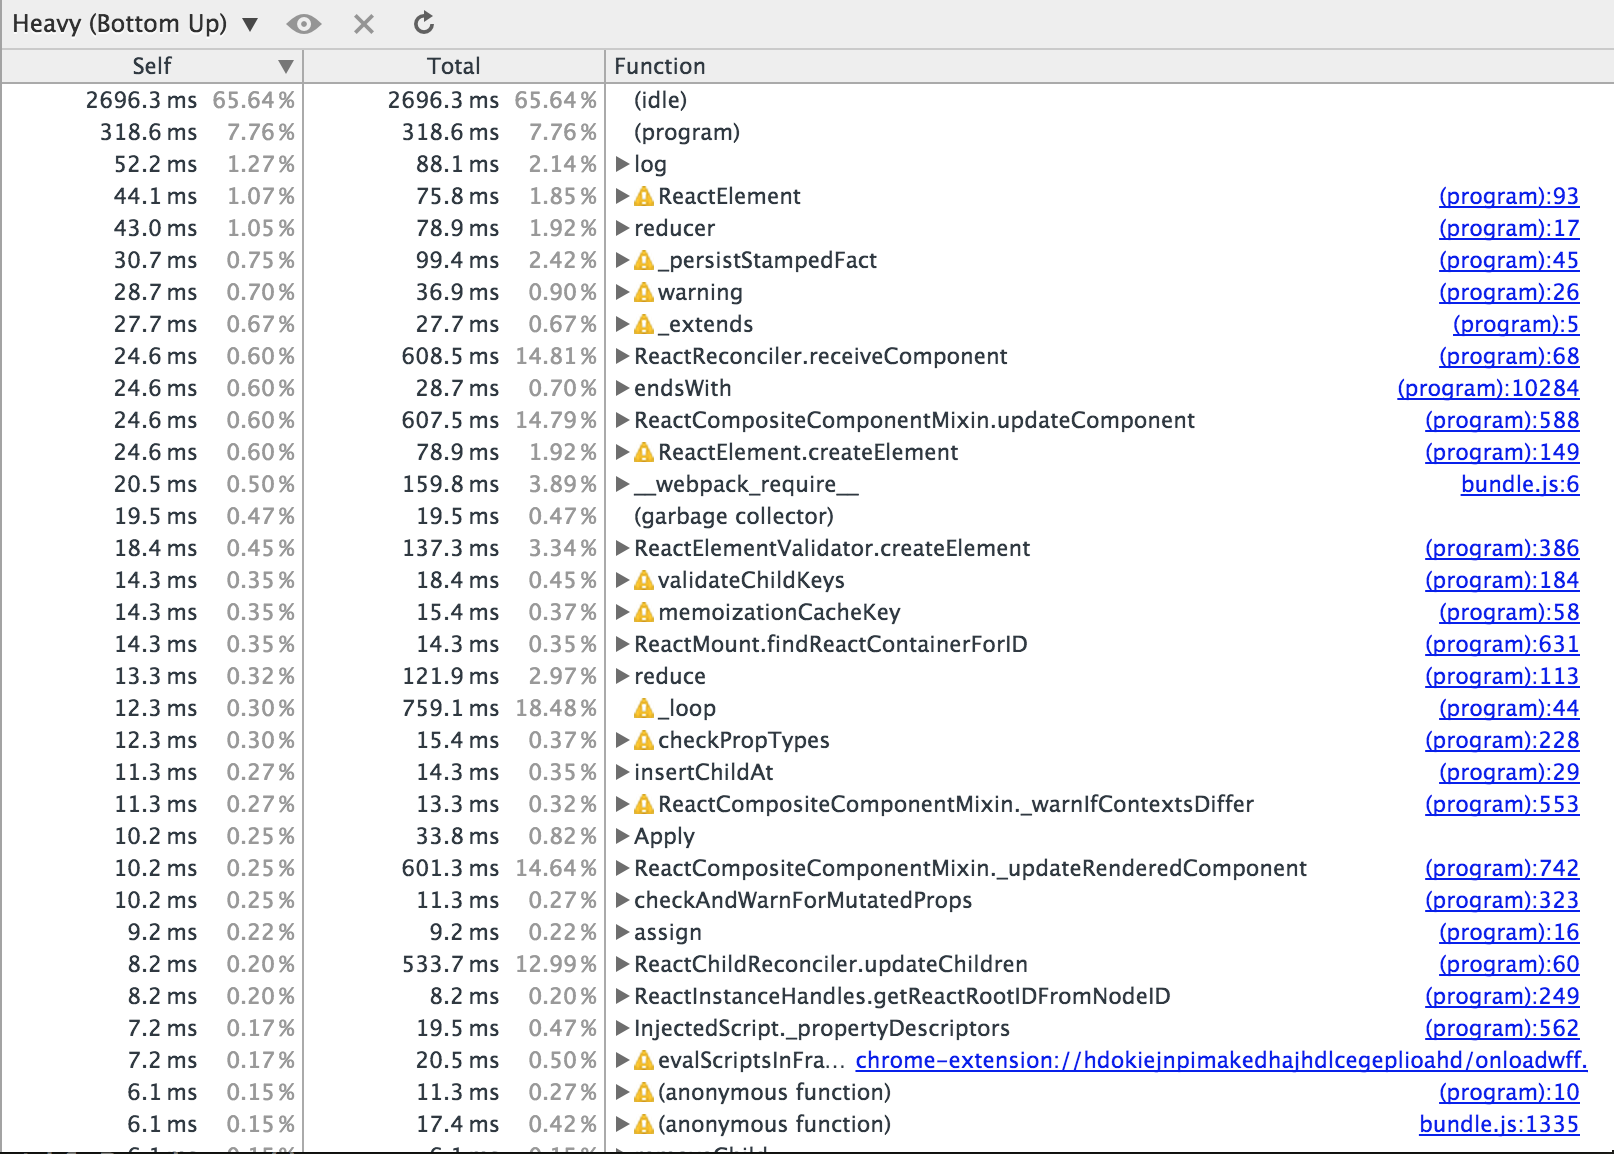 Heavy (Bottom Up) ▼
Self ▼ Total Function
2696.3 ms 65.64 % 2696.3 ms 65.64 % (idle)
318.6 ms 7.76 % 318.6 ms 7.76 % (program)
52.2 ms 1.27 % 88.1 ms 2.14 % log
44.1 ms 1.07 % 75.8 ms 1.85 % ReactElement (program):93
43.0 ms 1.05 % 78.9 ms 1.92 % reducer (program):17
30.7 ms 0.75 % 99.4 ms 2.42 % _persistStampedFact (program):45
28.7 ms 0.70 % 36.9 ms 0.90 % warning (program):26
27.7 ms 0.67 % 27.7 ms 0.67 % _extends (program):5
24.6 ms 0.60 % 608.5 ms 14.81 % ReactReconciler.receiveComponent (program):68
24.6 ms 0.60 % 28.7 ms 0.70 % endsWith (program):10284
24.6 ms 0.60 % 607.5 ms 14.79 % ReactCompositeComponentMixin.updateComponent (program):588
24.6 ms 0.60 % 78.9 ms 1.92 % ReactElement.createElement (program):149
20.5 ms 0.50 % 159.8 ms 3.89 % __webpack_require__ bundle.js:6
19.5 ms 0.47 % 19.5 ms 0.47 % (garbage collector)
18.4 ms 0.45 % 137.3 ms 3.34 % ReactElementValidator.createElement (program):386
14.3 ms 0.35 % 18.4 ms 0.45 % validateChildKeys (program):184
14.3 ms 0.35 % 15.4 ms 0.37 % memoizationCacheKey (program):58
14.3 ms 0.35 % 14.3 ms 0.35 % ReactMount.findReactContainerForID (program):631
13.3 ms 0.32 % 121.9 ms 2.97 % reduce (program):113
12.3 ms 0.30 % 759.1 ms 18.48 % _loop (program):44
12.3 ms 0.30 % 15.4 ms 0.37 % checkPropTypes (program):228
11.3 ms 0.27 % 14.3 ms 0.35 % insertChildAt (program):29
11.3 ms 0.27 % 13.3 ms 0.32 % ReactCompositeComponentMixin._warnIfContextsDiffer (program):553
10.2 ms 0.25 % 33.8 ms 0.82 % Apply
10.2 ms 0.25 % 601.3 ms 14.64 % ReactCompositeComponentMixin._updateRenderedComponent (program):742
10.2 ms 0.25 % 11.3 ms 0.27 % checkAndWarnForMutatedProps (program):323
9.2 ms 0.22 % 9.2 ms 0.22 % assign (program):16
8.2 ms 0.20 % 533.7 ms 12.99 % ReactChildReconciler.updateChildren (program):60
8.2 ms 0.20 % 8.2 ms 0.20 % ReactInstanceHandles.getReactRootIDFromNodeID (program):249
7.2 ms 0.17 % 19.5 ms 0.47 % InjectedScript._propertyDescriptors (program):562
7.2 ms 0.17 % 20.5 ms 0.50 % evalScriptsInFra... chrome-extension://hdokiejnpimakedhajhdlcegeplioahd/onloadwff.
6.1 ms 0.15 % 11.3 ms 0.27 % (anonymous function) (program):10
6.1 ms 0.15 % 17.4 ms 0.42 % (anonymous function) bundle.js:1335